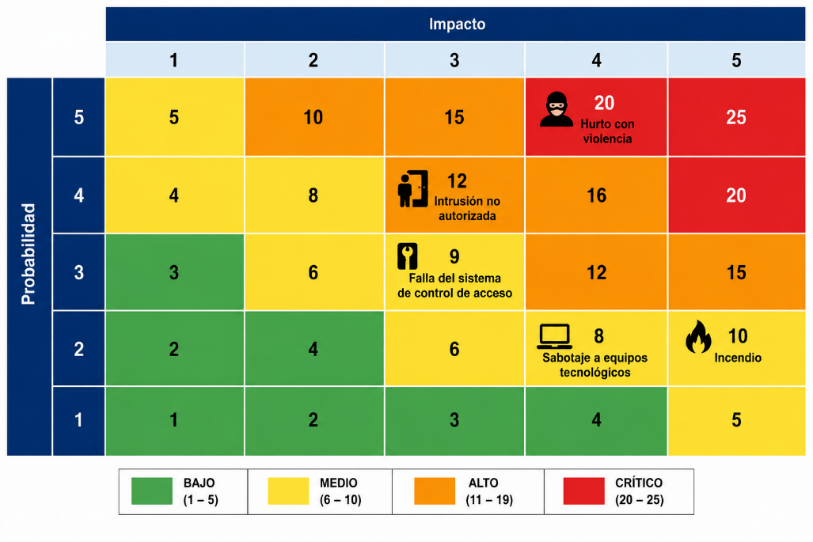 Impacto
1 2 3 4 5
Probabilidad
5 5 10 15 20 25
Hurto con
violencia
4 4 8 12 16 20
Intrusión no
autorizada
3 3 6 9 12 15
Falla del sistema
de control de acceso
2 2 4 6 8 10
Sabotaje a equipos Incendio
tecnológicos
1 1 2 3 4 5
BAJO MEDIO ALTO CRÍTICO
(1 – 5) (6 – 10) (11 – 19) (20 – 25)